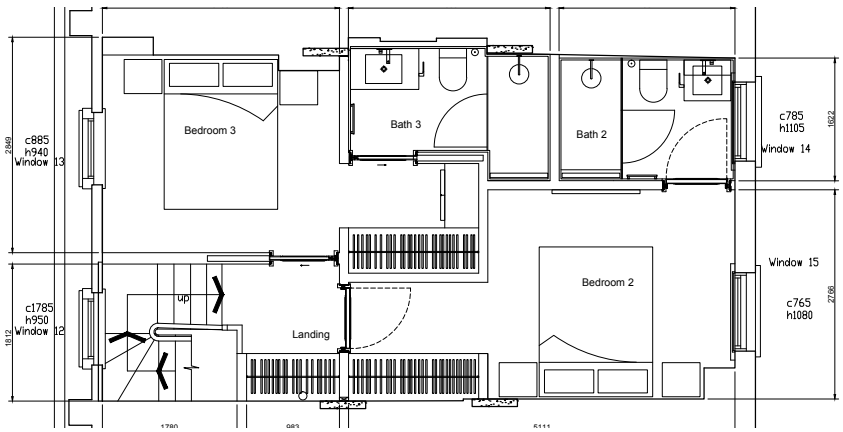 Bedroom 3
Bath 3
Bath 2
c785
h1105
Window 14
1622
2849
c885
h940
Window 13
Window 15
c765
h1080
2766
Bedroom 2
up
Landing
c1785
h950
Window 12
1812
1780
983
5111